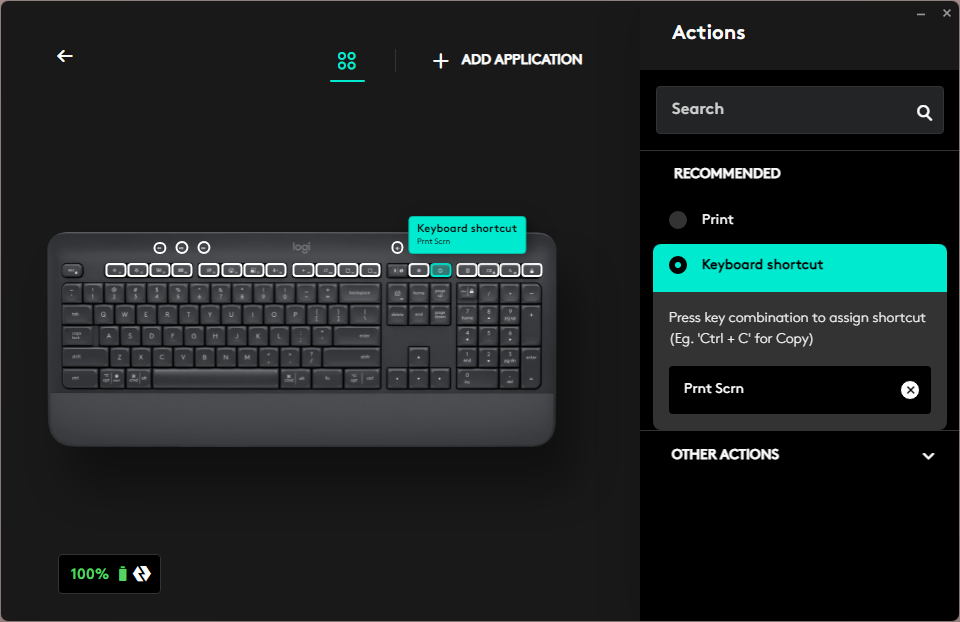 Actions
ADD APPLICATION
Search
RECOMMENDED
Print
Keyboard shortcut
Prnt Scrn
logi
Keyboard shortcut
Press key combination to assign shortcut
(Eg. 'Ctrl + C' for Copy)
Prnt Scrn
OTHER ACTIONS
Q W E R T Y U I O P
A S D F G H J K L
Z X C V B N M
100%